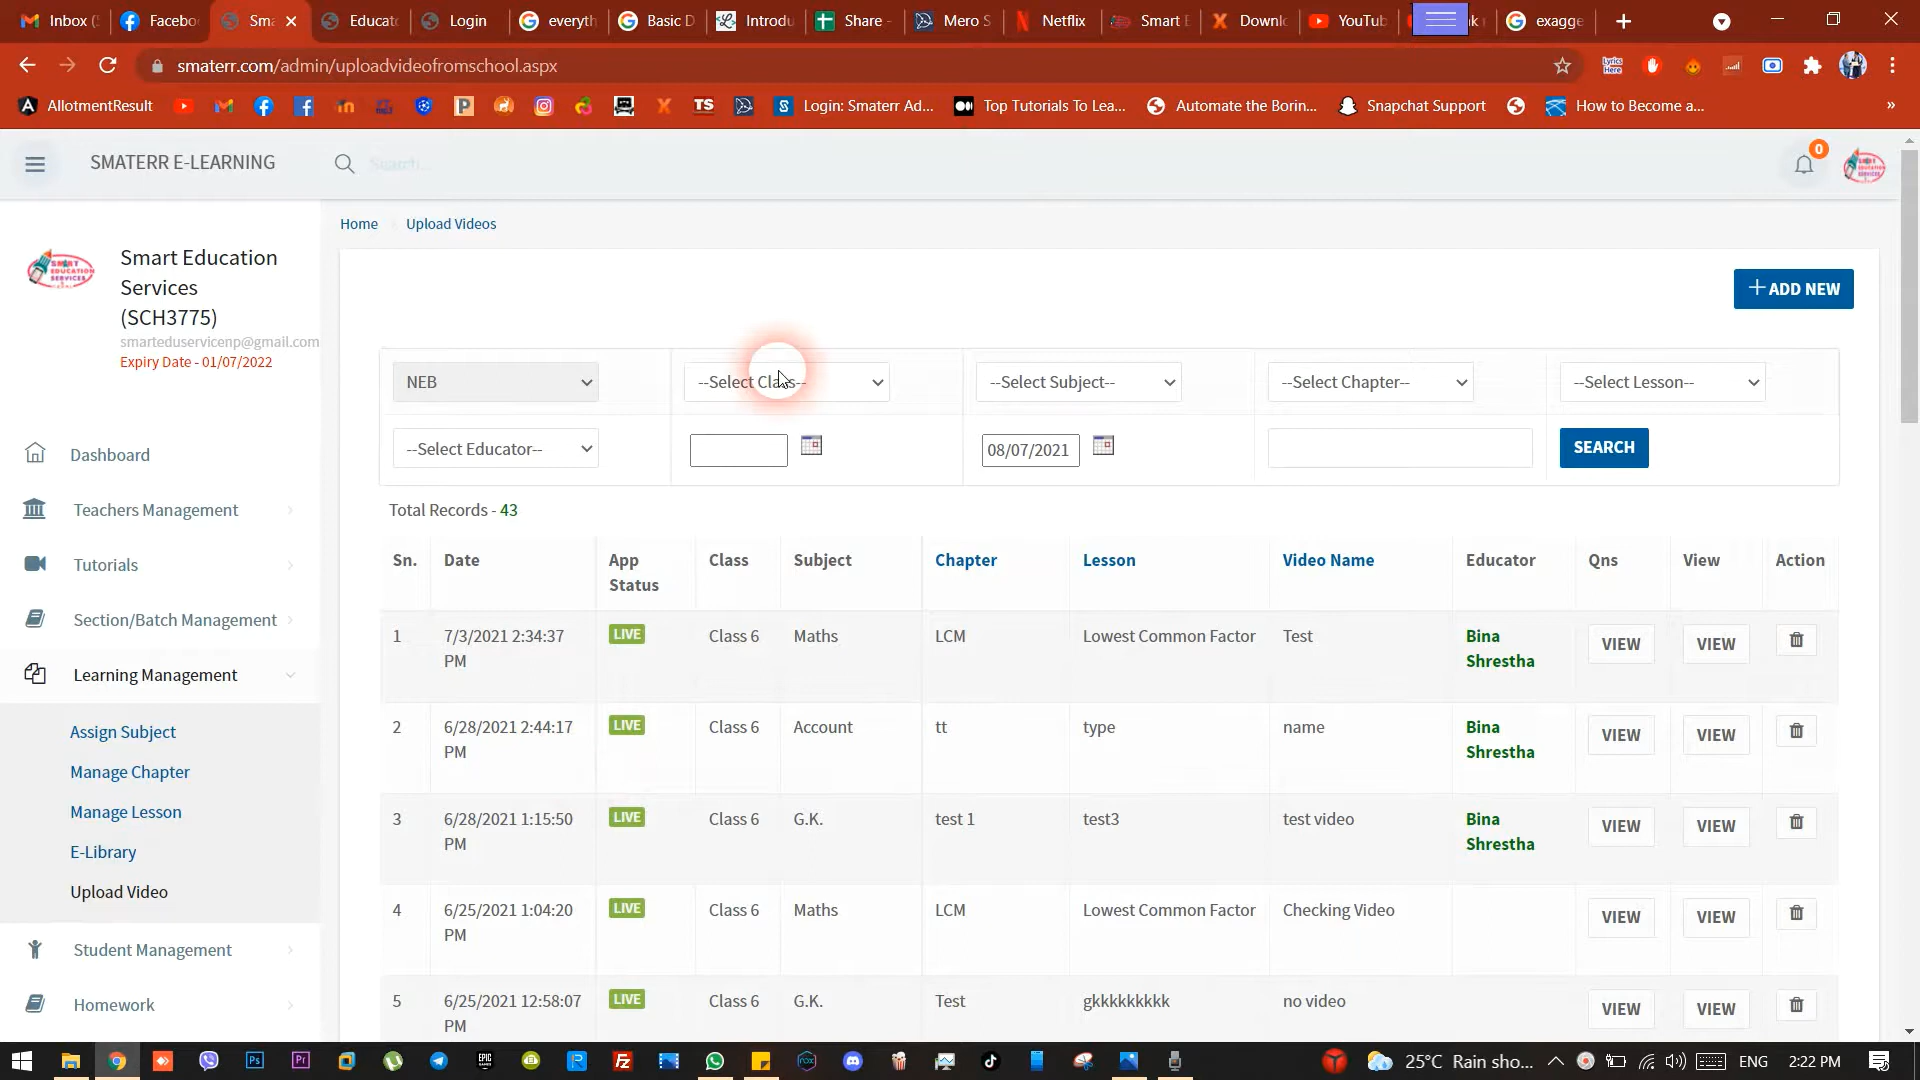 Inbox (
Facebo
Sma
Educat
Login
everyth
Basic D
Introdu
Share -
Mero S
Netflix
Smart E
Downl
YouTub
exagge
smaterr.com/admin/uploadvideofromschool.aspx
AllotmentResult
Login: Smaterr Ad...
Top Tutorials To Lea...
Automate the Borin...
Snapchat Support
How to Become a...
»
SMATERR E-LEARNING
Search...
0
Smart Education
Services
(SCH3775)
smarteduservicenp@gmail.com
Expiry Date - 01/07/2022
Dashboard
Teachers Management
Tutorials
Section/Batch Management
Learning Management
Assign Subject
Manage Chapter
Manage Lesson
E-Library
Upload Video
Student Management
Homework
Home
Upload Videos
+ ADD NEW
NEB
--Select Class--
--Select Subject--
--Select Chapter--
--Select Lesson--
--Select Educator--
08/07/2021
SEARCH
Total Records - 43
Sn. Date App Status Class Subject Chapter Lesson Video Name Educator Qns View Action
1 7/3/2021 2:34:37 PM LIVE Class 6 Maths LCM Lowest Common Factor Test Bina Shrestha VIEW VIEW
2 6/28/2021 2:44:17 PM LIVE Class 6 Account tt type name Bina Shrestha VIEW VIEW
3 6/28/2021 1:15:50 PM LIVE Class 6 G.K. test 1 test3 test video Bina Shrestha VIEW VIEW
4 6/25/2021 1:04:20 PM LIVE Class 6 Maths LCM Lowest Common Factor Checking Video VIEW VIEW
5 6/25/2021 12:58:07 PM LIVE Class 6 G.K. Test gkkkkkkkkk no video VIEW VIEW
25°C Rain sho...
ENG
2:22 PM